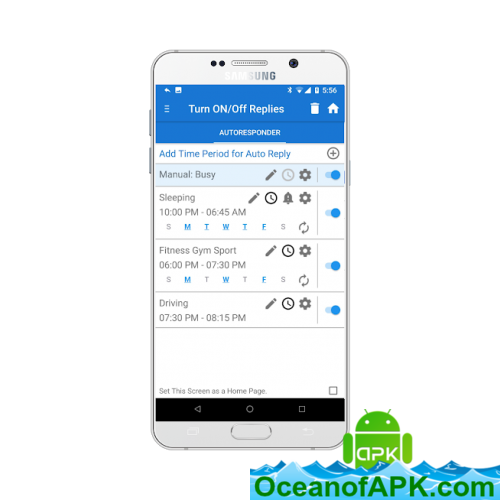 SAMSUNG
5:56
Turn ON/Off Replies
AUTORESPONDER
Add Time Period for Auto Reply
Manual: Busy
Sleeping
10:00 PM - 06:45 AM
S M T W T F S
Fitness Gym Sport
06:00 PM - 07:30 PM
S M T W T F S
Driving
07:30 PM - 08:15 PM
Set This Screen as a Home Page.
apk
OceanofAPK.com